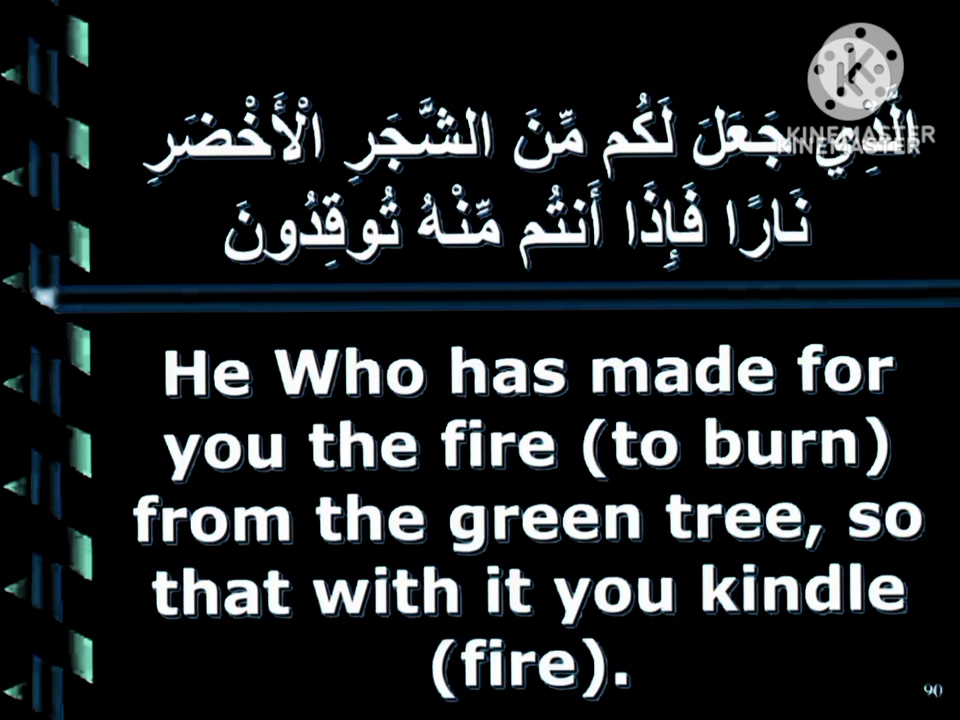 KINEMASTER
KINEMASTER
الَّذِي جَعَلَ لَكُم مِّنَ الشَّجَرِ الْأَخْضَرِ
نَارًا فَإِذَا أَنتُم مِّنْهُ تُوقِدُونَ
He Who has made for
you the fire (to burn)
from the green tree, so
that with it you kindle
(fire).
90